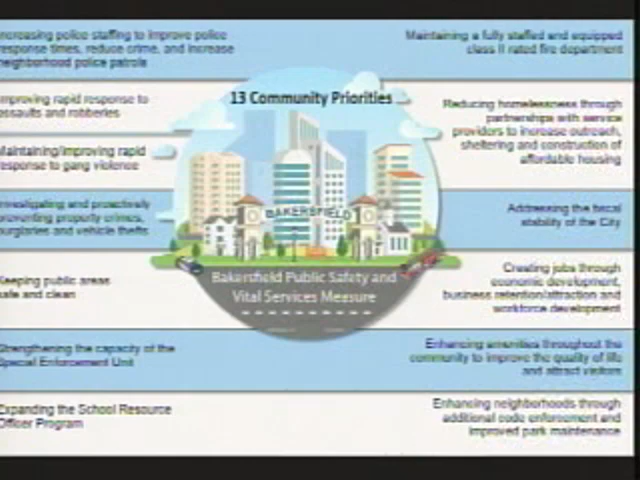 increasing police staffing to improve police
response times, reduce crime, and increase
neighborhood police patrols
Improving rapid response to
assaults and robberies
Maintaining/improving rapid
response to gang violence
Investigating and proactively
preventing property crimes,
burglaries and vehicle thefts
Keeping public areas
safe and clean
Strengthening the capacity of the
Special Enforcement Unit
Expanding the School Resource
Officer Program
13 Community Priorities
BAKERSFIELD
Bakersfield Public Safety and
Vital Services Measure
Maintaining a fully staffed and equipped
class II rated fire department
Reducing homelessness through
partnerships with service
providers to increase outreach,
sheltering and construction of
affordable housing
Addressing the fiscal
stability of the City
Creating jobs through
economic development,
business retention/attraction and
workforce development
Enhancing amenities throughout the
community to improve the quality of life
and attract visitors
Enhancing neighborhoods through
additional code enforcement and
improved park maintenance